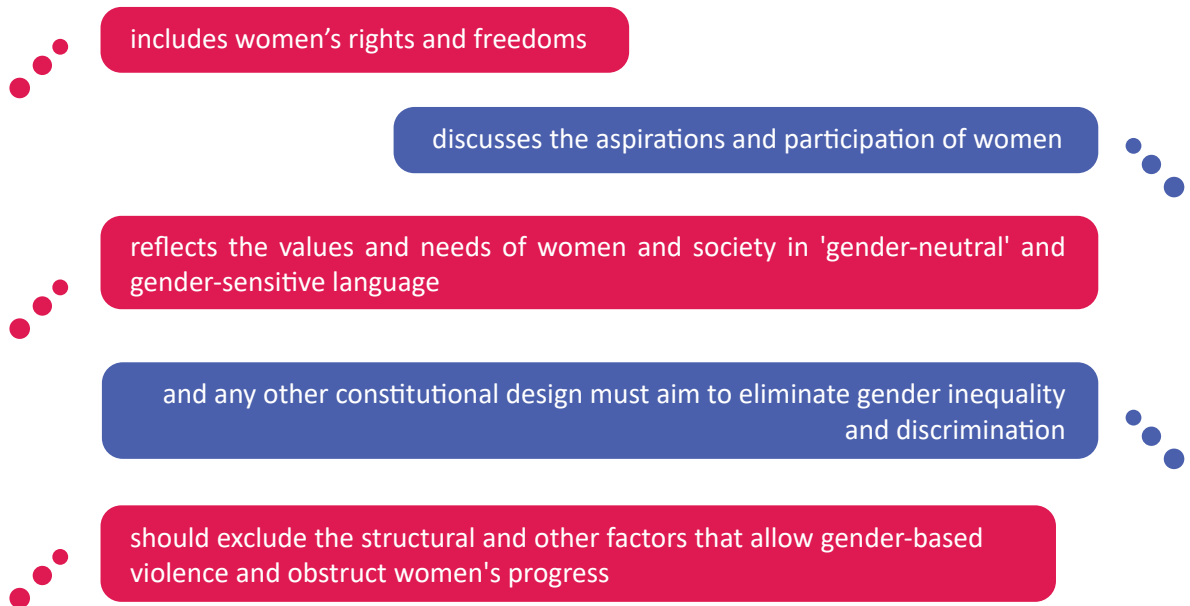 includes women’s rights and freedoms
discusses the aspirations and participation of women
reflects the values and needs of women and society in 'gender-neutral' and
gender-sensitive language
and any other constitutional design must aim to eliminate gender inequality
and discrimination
should exclude the structural and other factors that allow gender-based
violence and obstruct women's progress